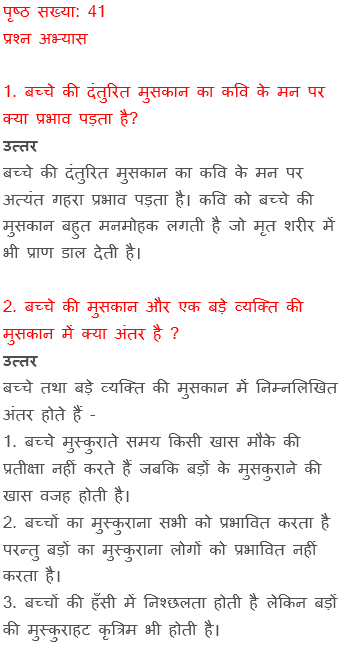 पृष्ठ सख्या: 41
प्रश्न अभ्यास
1. बच्चे की दंतुरित मुसकान का कवि के मन पर
क्या प्रभाव पड़ता है?
उत्तर
बच्चे की दंतुरित मुसकान का कवि के मन पर
अत्यंत गहरा प्रभाव पड़ता है। कवि को बच्चे की
मुसकान बहुत मनमोहक लगती है जो मृत शरीर में
भी प्राण डाल देती है।
2. बच्चे की मुसकान और एक बड़े व्यक्ति की
मुसकान में क्या अंतर है ?
उत्तर
बच्चे तथा बड़े व्यक्ति की मुसकान में निम्नलिखित
अंतर होते हैं -
1. बच्चे मुस्कुराते समय किसी खास मौके की
प्रतीक्षा नहीं करते हैं जबकि बड़ों के मुसकुराने की
खास वजह होती है।
2. बच्चों का मुस्कुराना सभी को प्रभावित करता है
परन्तु बड़ों का मुस्कुराना लोगों को प्रभावित नहीं
करता है।
3. बच्चों की हँसी में निश्छलता होती है लेकिन बड़ों
की मुस्कुराहट कृत्रिम भी होती है।